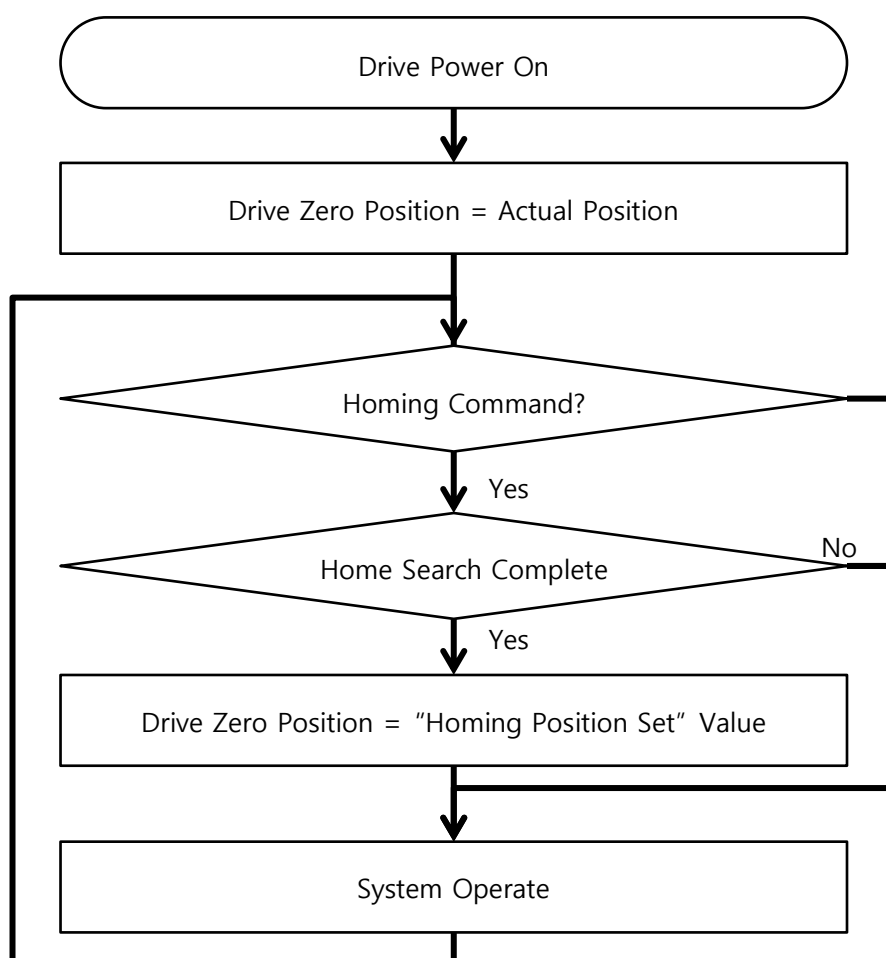 Drive Power On
Drive Zero Position = Actual Position
Homing Command?
Yes
No
Home Search Complete
Yes
Drive Zero Position = “Homing Position Set” Value
System Operate